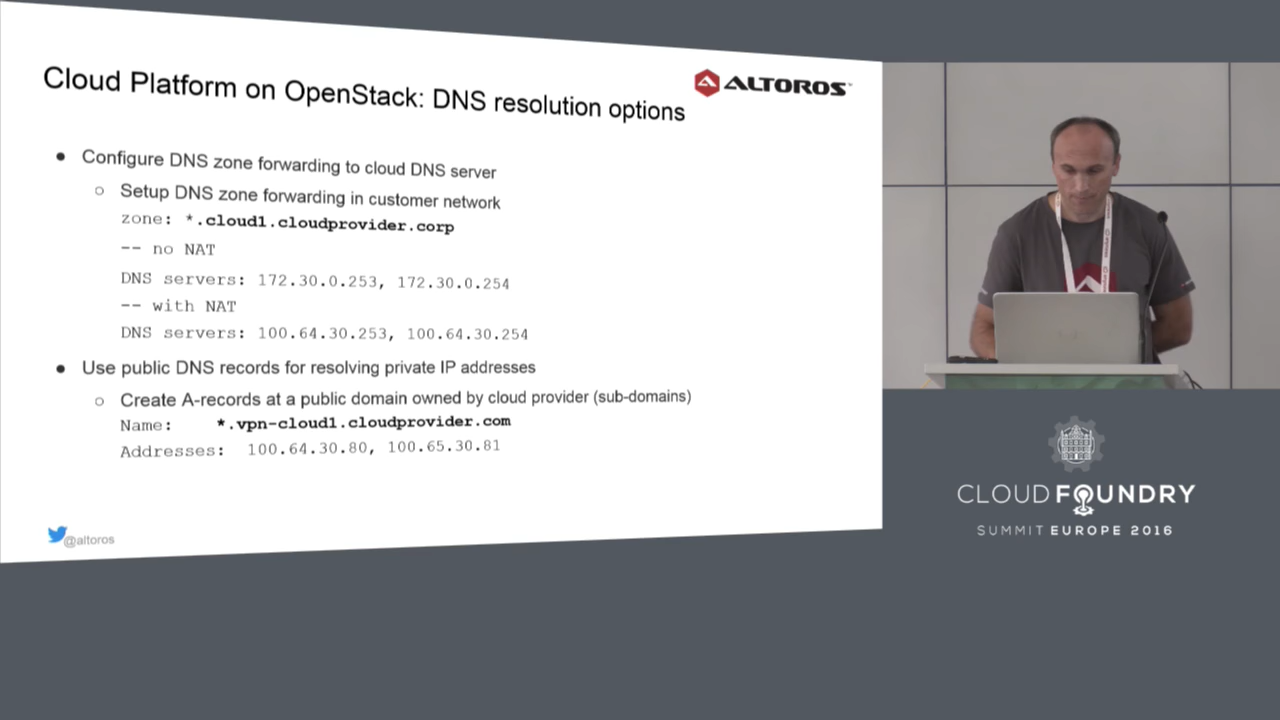 Cloud Platform on OpenStack: DNS resolution options
ALTOROS
● Configure DNS zone forwarding to cloud DNS server
○ Setup DNS zone forwarding in customer network
zone: *.cloud1.cloudprovider.corp
-- no NAT
DNS servers: 172.30.0.253, 172.30.0.254
-- with NAT
DNS servers: 100.64.30.253, 100.64.30.254
● Use public DNS records for resolving private IP addresses
○ Create A-records at a public domain owned by cloud provider (sub-domains)
Name: *.vpn-cloud1.cloudprovider.com
Addresses: 100.64.30.80, 100.65.30.81
@altoros
CLOUD FOUNDRY
SUMMIT EUROPE 2016